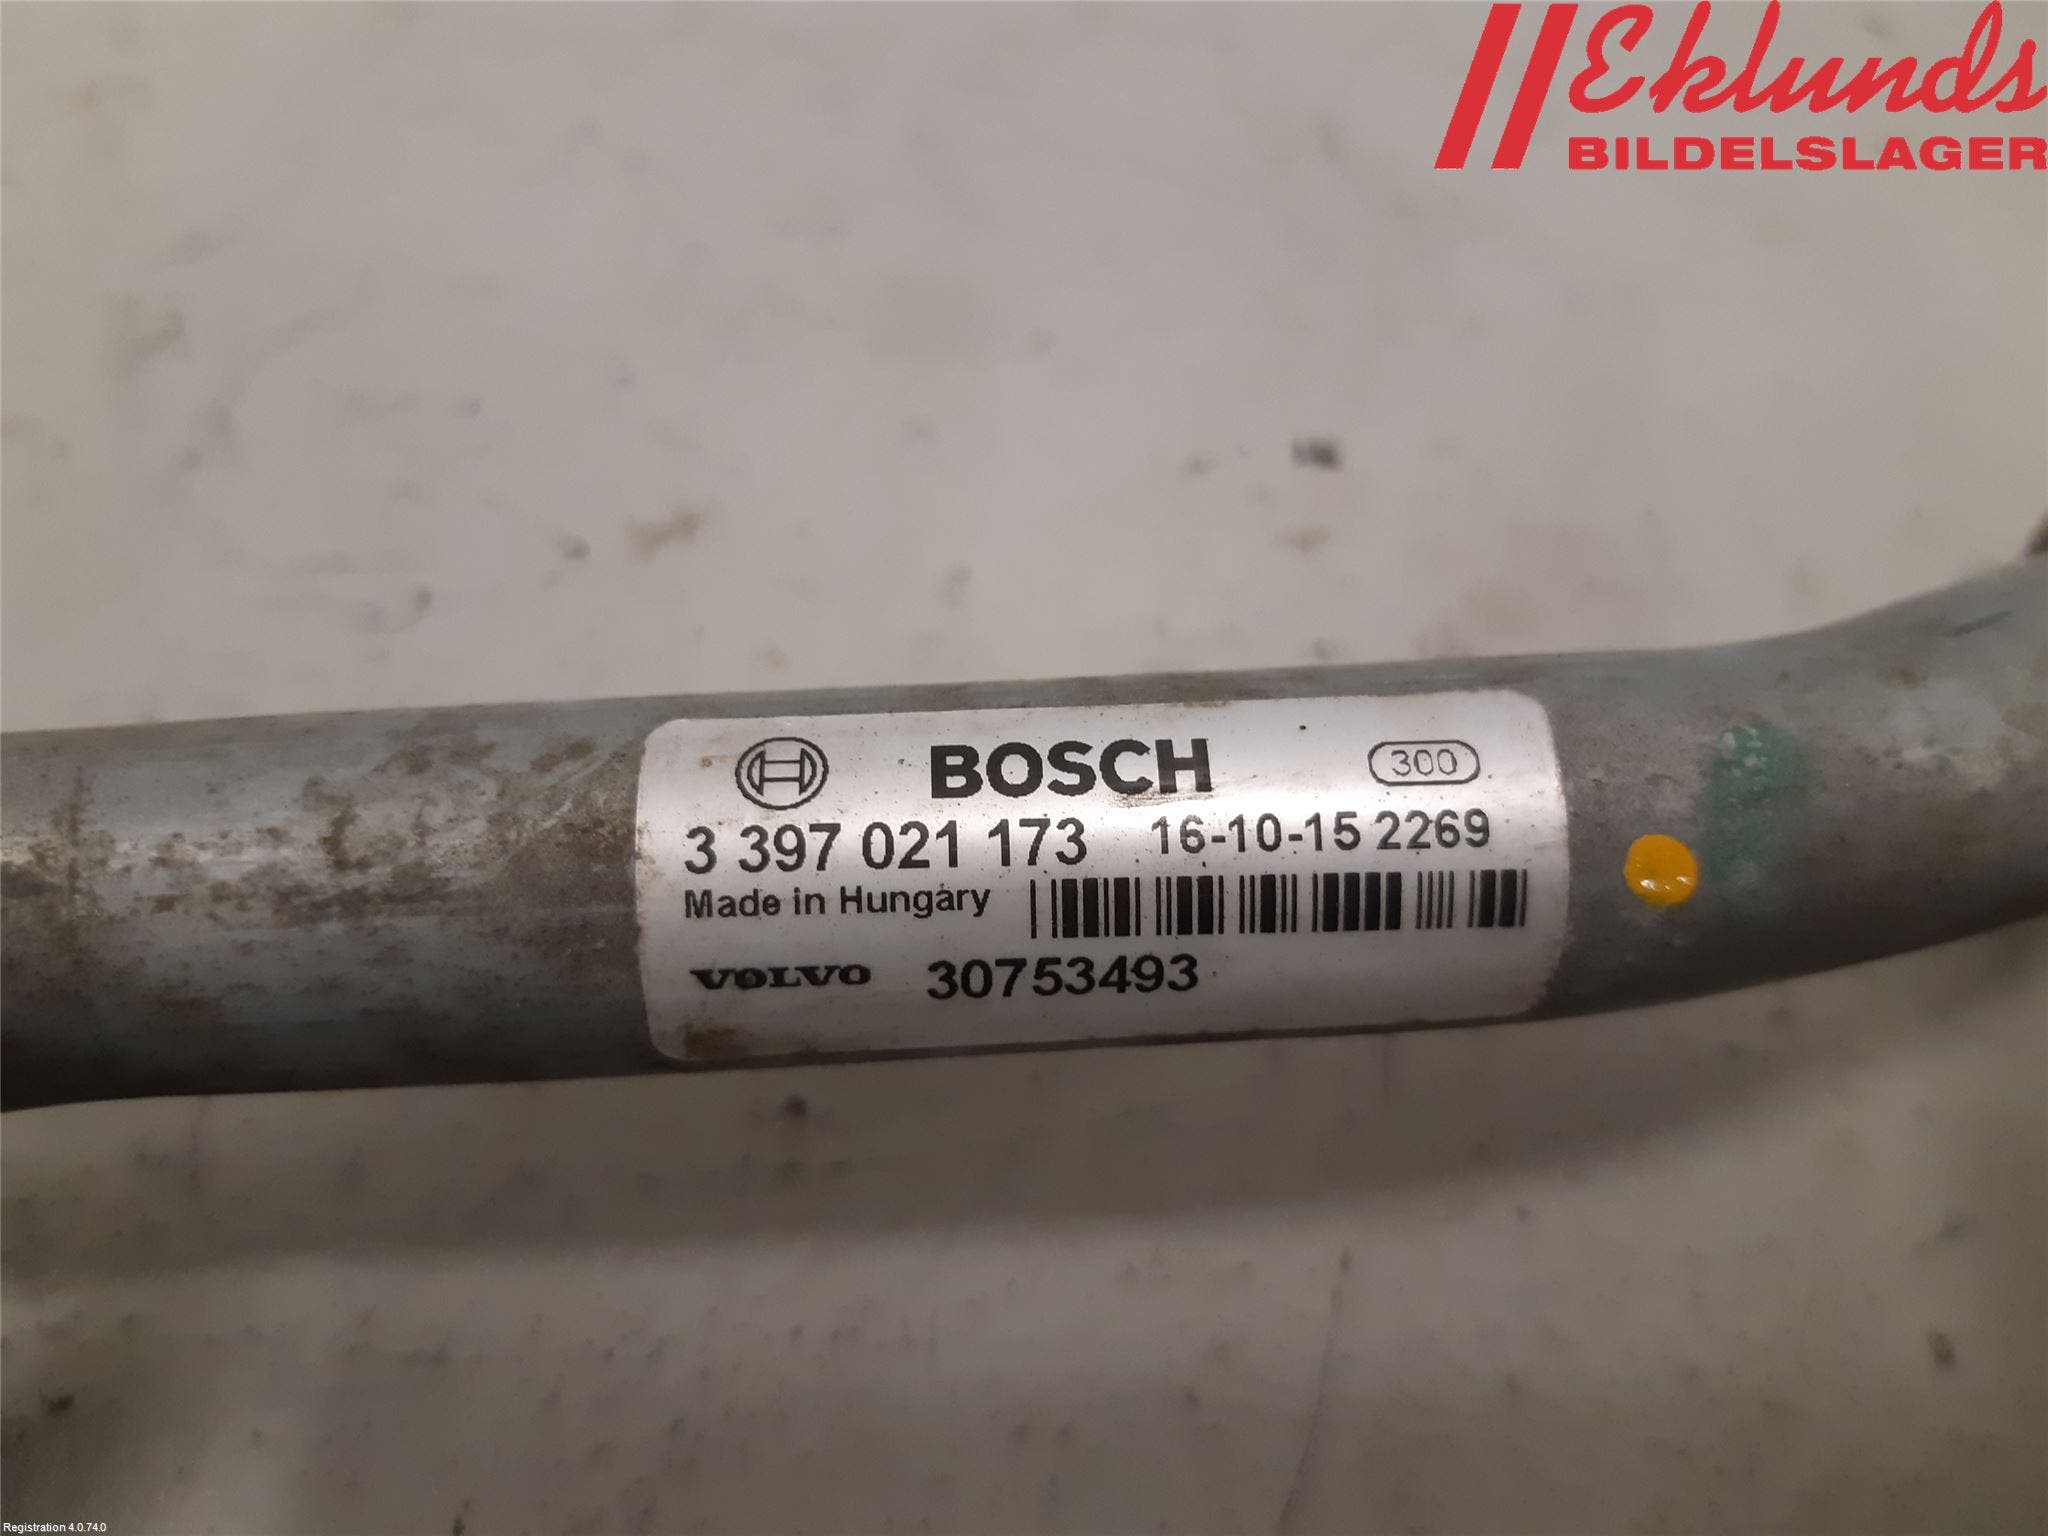 Eklunds
BILDELSLAGER
BOSCH 300
3 397 021 173 16-10-15 2269
Made in Hungary
VOLVO 30753493
Registration 4.0.74.0